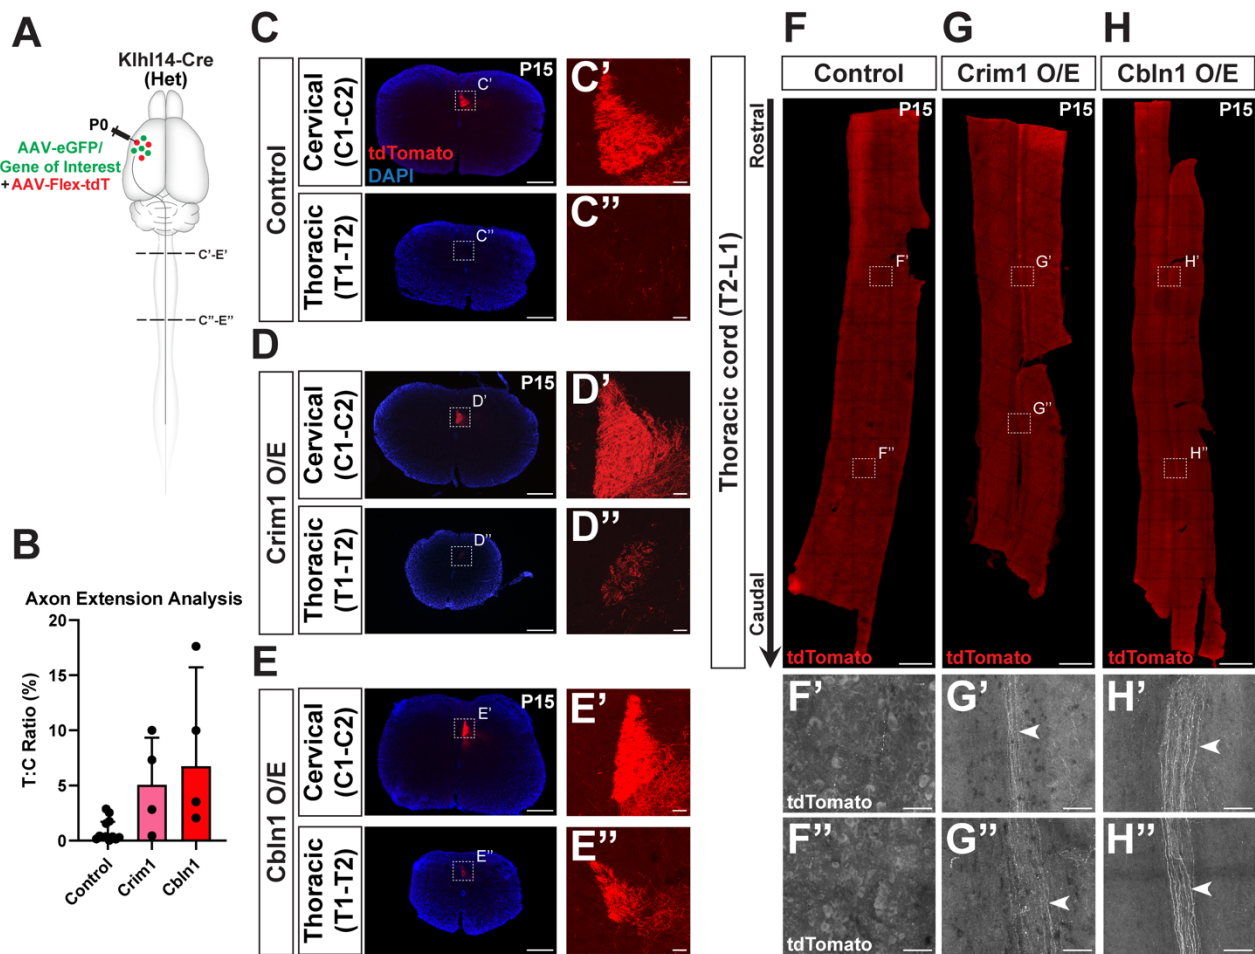 A
Klhl14-Cre
(Het)
P0
AAV-eGFP/
Gene of Interest
+AAV-Flex-tdT
C'-E'
C''-E''
B
Axon Extension Analysis
T:C Ratio (%)
20
15
10
5
0
Control
Crim1
Cbln1
C
Control
Cervical
(C1-C2)
P15
C'
tdTomato
DAPI
C'
Thoracic
(T1-T2)
C''
C''
D
Crim1 O/E
Cervical
(C1-C2)
P15
D'
D'
Thoracic
(T1-T2)
D''
D''
E
Cbln1 O/E
Cervical
(C1-C2)
P15
E'
E'
Thoracic
(T1-T2)
E''
E''
Thoracic cord (T2-L1)
Rostral
Caudal
F
Control
P15
F'
F''
tdTomato
F'
tdTomato
F''
tdTomato
G
Crim1 O/E
P15
G'
G''
tdTomato
G'
G''
H
Cbln1 O/E
P15
H'
H''
tdTomato
H'
H''